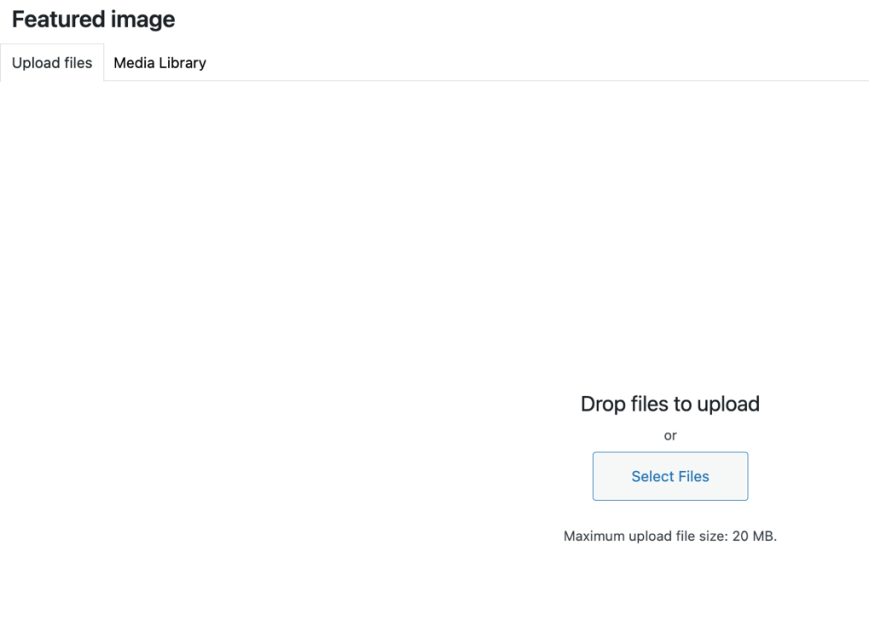 Featured image
Upload files
Media Library
Drop files to upload
or
Select Files
Maximum upload file size: 20 MB.